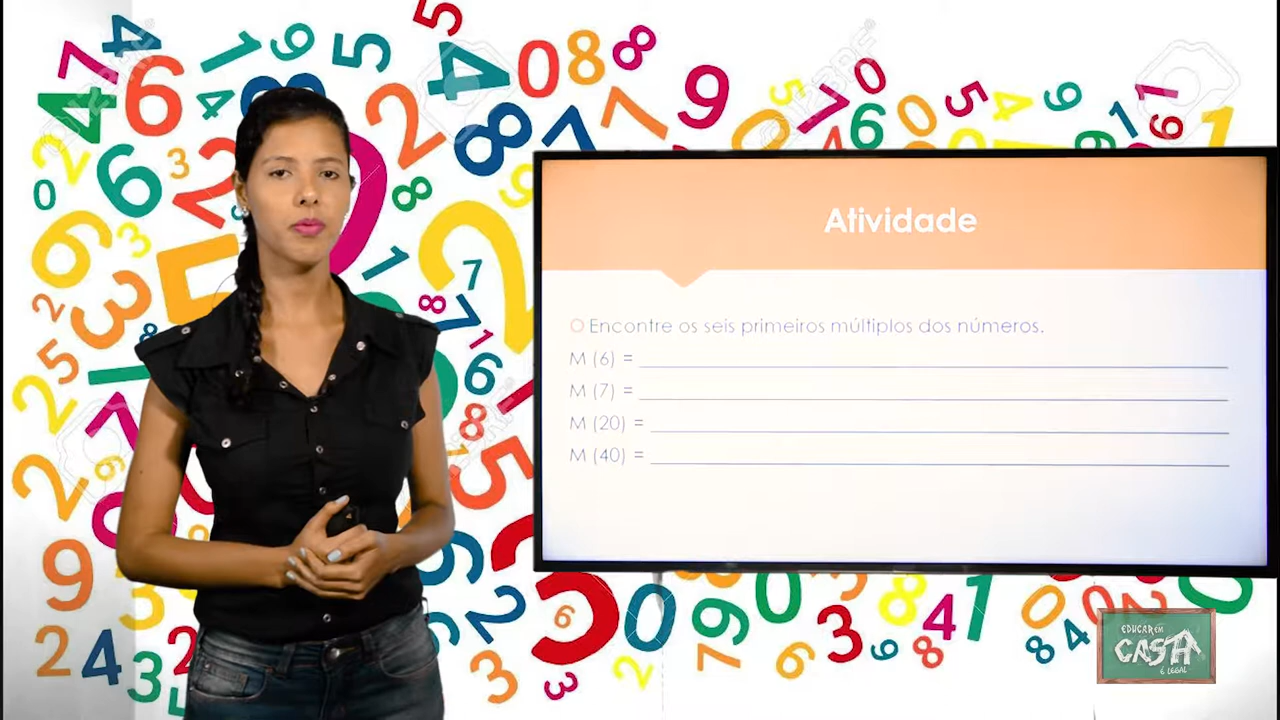 Atividade
Encontre os seis primeiros múltiplos dos números.
M (6) =
M (7) =
M (20) =
M (40) =
EDUCAR EM
CASA
É LEGAL